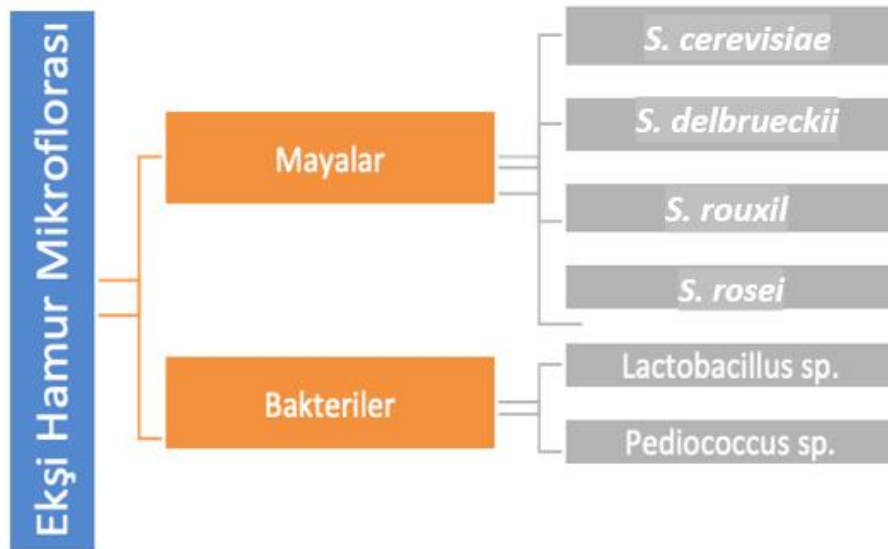 Ekşi Hamur Mikroflorası
Mayalar
S. cerevisiae
S. delbrueckii
S. rouxil
S. rosei
Bakteriler
Lactobacillus sp.
Pediococcus sp.